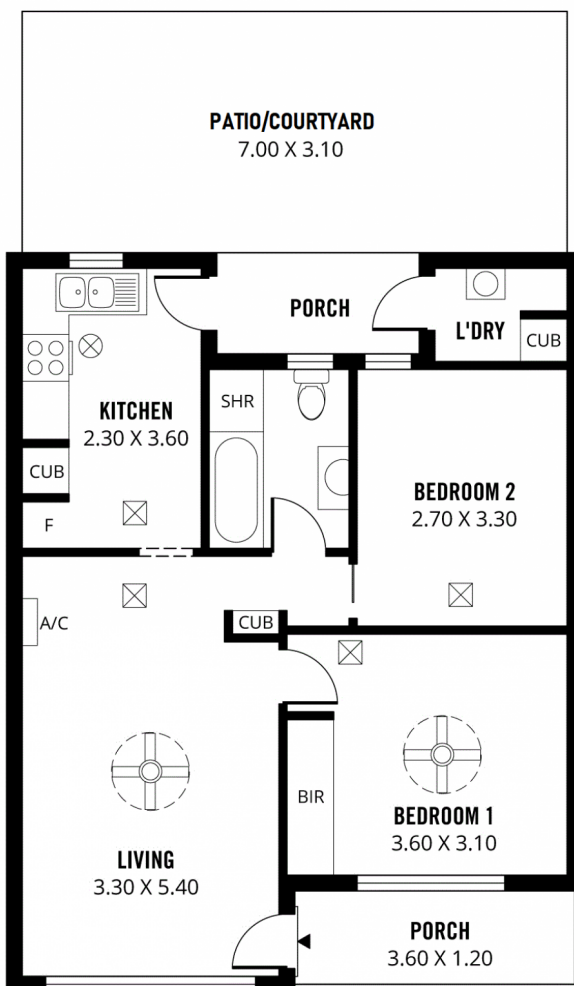 PATIO/COURTYARD
7.00 X 3.10
PORCH
L'DRY
CUB
SHR
KITCHEN
2.30 X 3.60
CUB
BEDROOM 2
2.70 X 3.30
F
A/C
CUB
BIR
BEDROOM 1
3.60 X 3.10
LIVING
3.30 X 5.40
PORCH
3.60 X 1.20